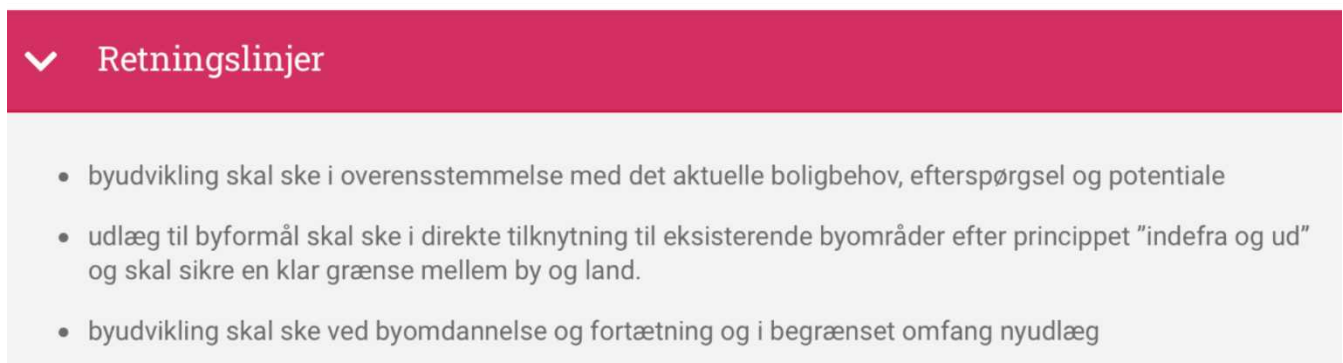 Retningslinjer
• byudvikling skal ske i overensstemmelse med det aktuelle boligbehov, efterspørgsel og potentiale
• udlæg til byformål skal ske i direkte tilknytning til eksisterende byområder efter princippet ”indefra og ud”
og skal sikre en klar grænse mellem by og land.
• byudvikling skal ske ved byomdannelse og fortætning og i begrænset omfang nyudlæg